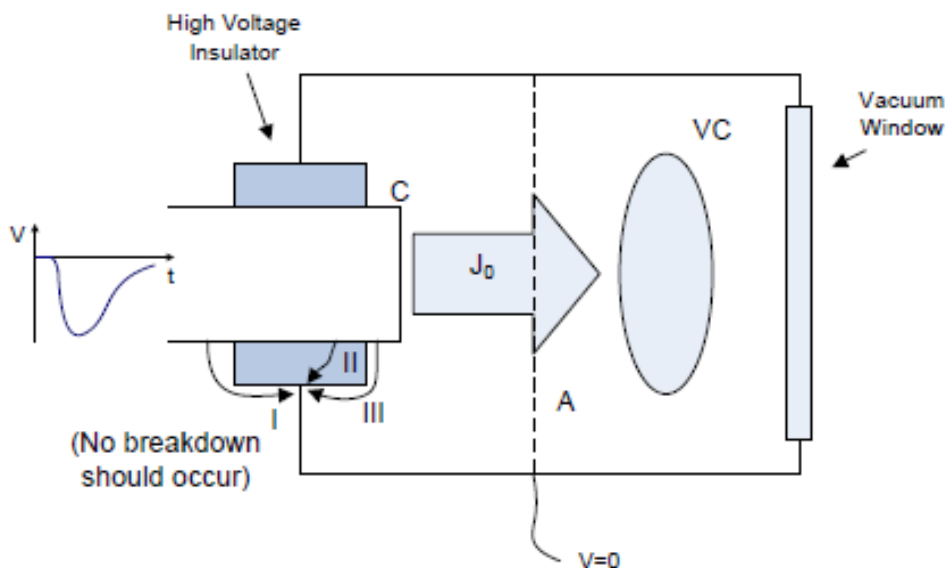 High Voltage
Insulator
Vacuum
Window
VC
C
V
t
J₀
II
A
I
III
(No breakdown
should occur)
V=0